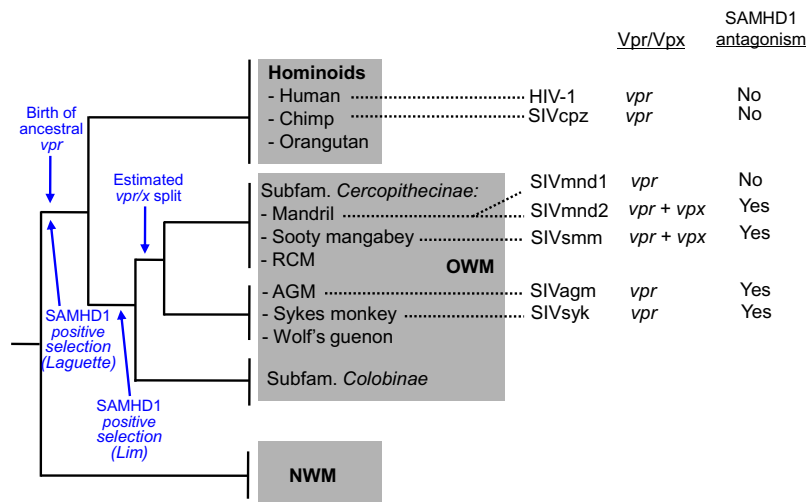 SAMHD1
Vpr/Vpx antagonism
Hominoids
- Human HIV-1 vpr No
- Chimp SIVcpz vpr No
- Orangutan
Birth of
ancestral
vpr
Estimated
vpr/x split
Subfam. Cercopithecinae:
SIVmnd1 vpr No
- Mandril SIVmnd2 vpr + vpx Yes
- Sooty mangabey SIVsmm vpr + vpx Yes
- RCM
OWM
- AGM SIVagm vpr Yes
- Sykes monkey SIVsyk vpr Yes
- Wolf's guenon
SAMHD1
positive
selection
(Laguette)
Subfam. Colobinae
SAMHD1
positive
selection
(Lim)
NWM